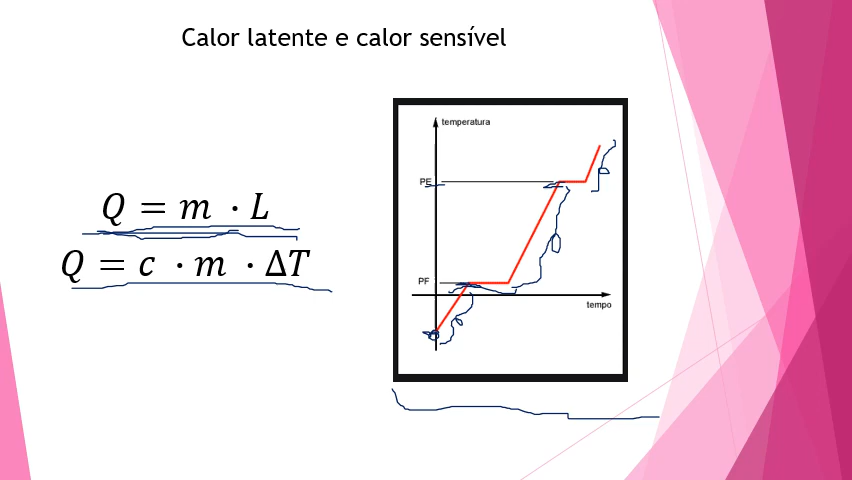 Calor latente e calor sensível
Q = m · L
Q = c · m · ΔT
temperatura
PE
PF
tempo